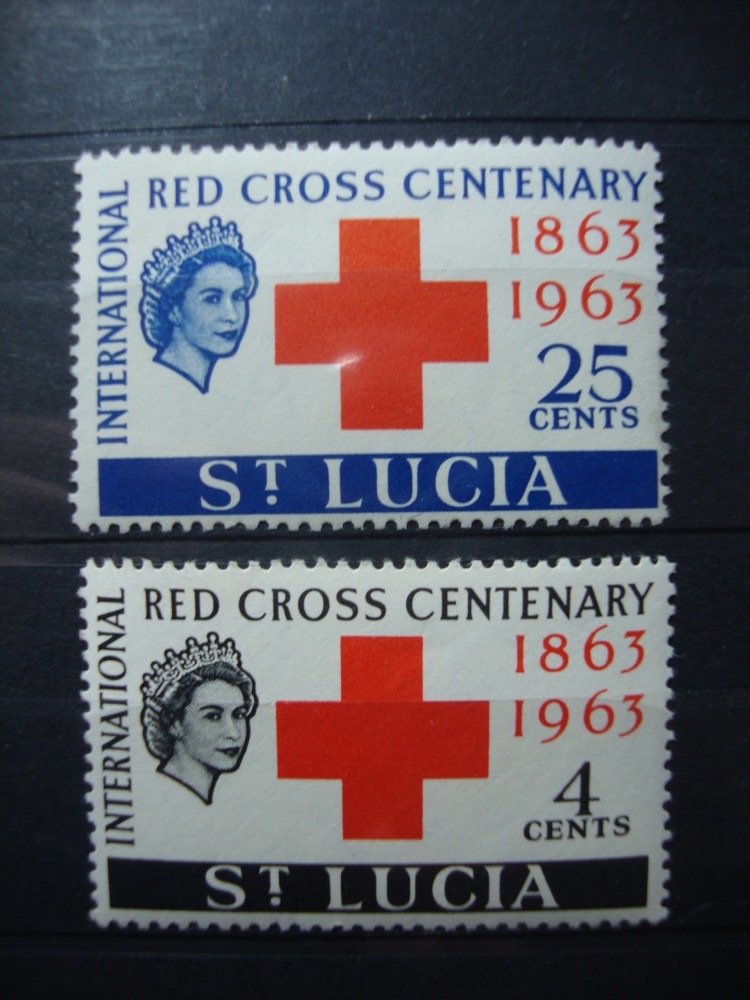 INTERNATIONAL
RED CROSS CENTENARY
1863
1963
25
CENTS
ST. LUCIA
INTERNATIONAL
RED CROSS CENTENARY
1863
1963
4
CENTS
ST. LUCIA